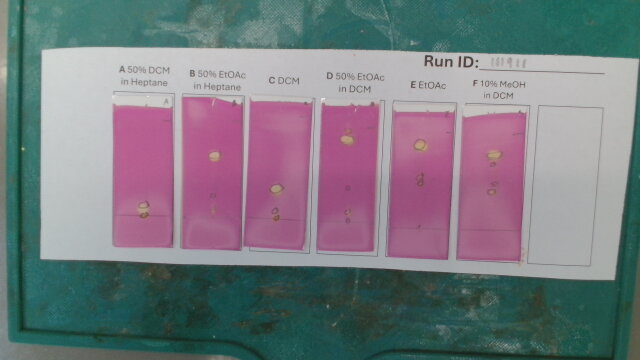 Run ID:
A 50% DCM
in Heptane
B 50% EtOAc
in Heptane
C DCM
D 50% EtOAc
in DCM
E EtOAc
F 10% MeOH
in DCM
A